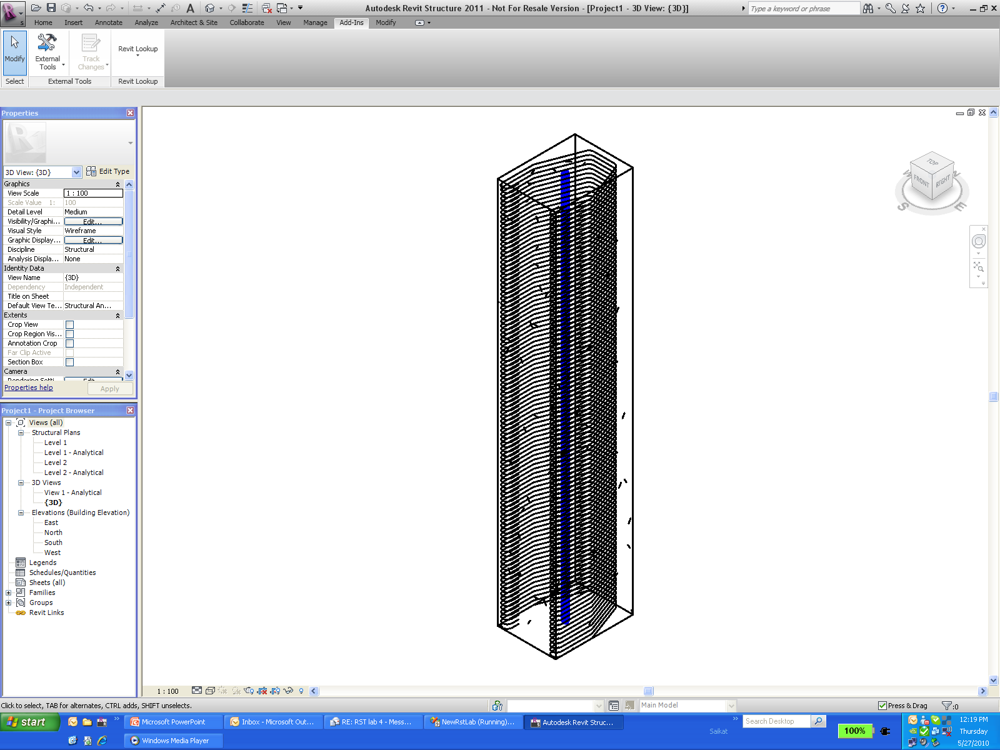 Autodesk Revit Structure 2011 - Not For Resale Version - [Project1 - 3D View: {3D}]
Type a keyword or phrase
Home Insert Annotate Analyze Architect & Site Collaborate View Manage Add-Ins Modify
Modify
External Tools
Track Changes
Revit Lookup
Select
External Tools
Revit Lookup
Properties
3D View: {3D}
Edit Type
Graphics
View Scale 1 : 100
Scale Value 1: 100
Detail Level Medium
Visibility/Graphi... Edit...
Visual Style Wireframe
Graphic Display... Edit...
Discipline Structural
Analysis Displa... None
Identity Data
View Name {3D}
Dependency Independent
Title on Sheet
Default View Te... Structural An...
Extents
Crop View
Crop Region Vis...
Annotation Crop
Far Clip Active
Section Box
Camera
Properties help
Apply
Project1 - Project Browser
Views (all)
Structural Plans
Level 1
Level 1 - Analytical
Level 2
Level 2 - Analytical
3D Views
View 1 - Analytical
{3D}
Elevations (Building Elevation)
East
North
South
West
Legends
Schedules/Quantities
Sheets (all)
Families
Groups
Revit Links
TOP
FRONT
RIGHT
W
N
S
E
1 : 100
Click to select, TAB for alternates, CTRL adds, SHIFT unselects.
Main Model
Press & Drag
:0
start
Microsoft PowerPoint
Inbox - Microsoft Out...
RE: RST lab 4 - Mess...
NewRstLab (Running)...
Autodesk Revit Struc...
Windows Media Player
Saikat
Search Desktop
100%
12:19 PM
Thursday
5/27/2010